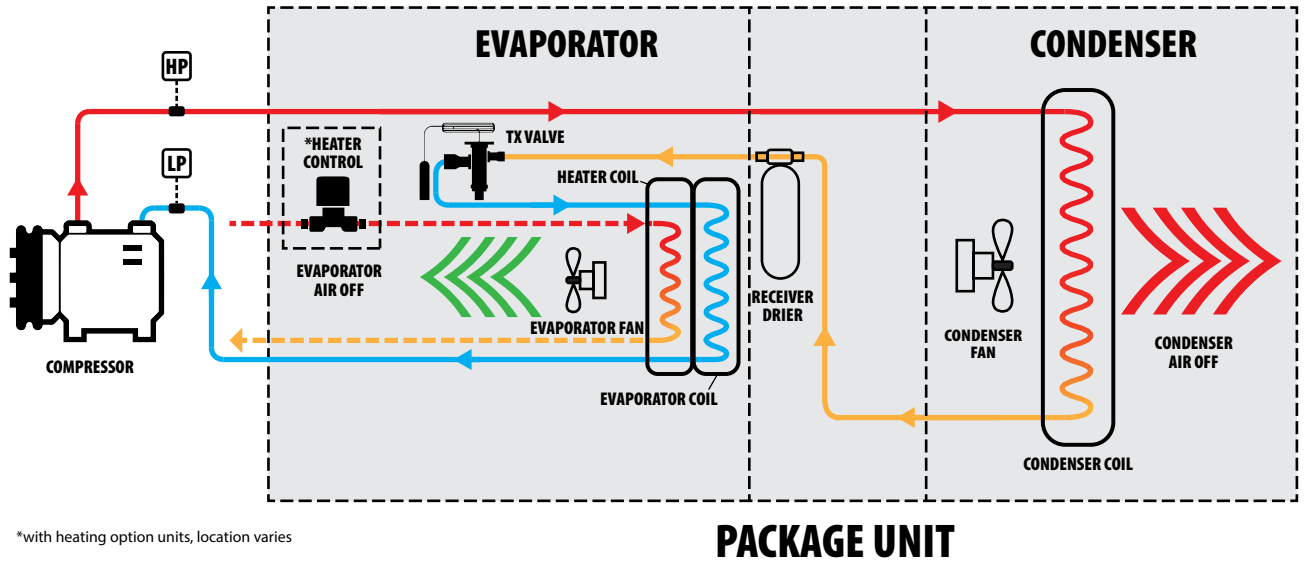 EVAPORATOR
CONDENSER
HP
*HEATER
CONTROL
TX VALVE
LP
HEATER COIL
EVAPORATOR
AIR OFF
EVAPORATOR FAN
RECEIVER
DRIER
CONDENSER
FAN
CONDENSER
AIR OFF
COMPRESSOR
EVAPORATOR COIL
CONDENSER COIL
*with heating option units, location varies
PACKAGE UNIT